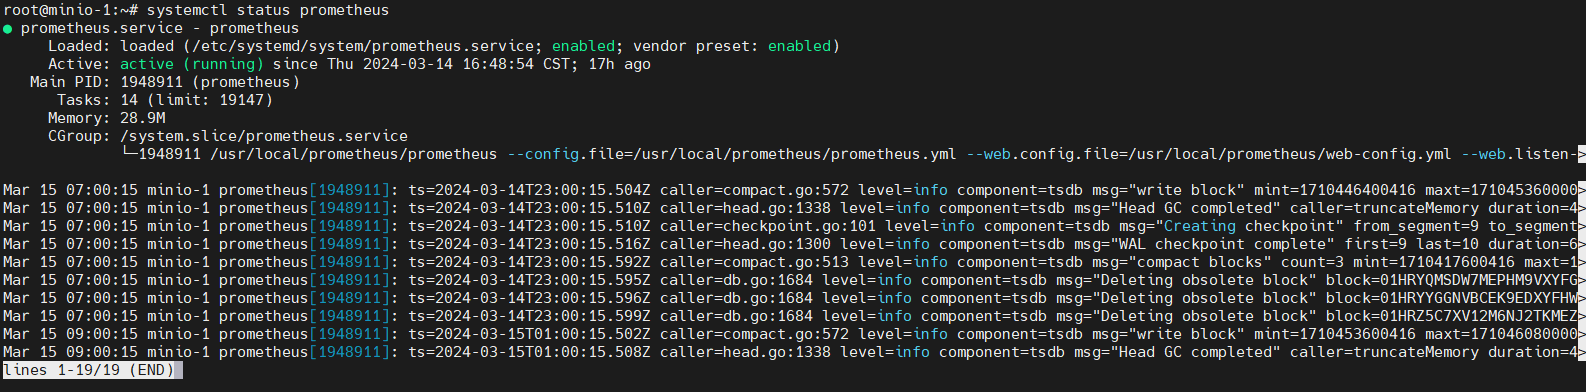 root@minio-1:~# systemctl status prometheus
● prometheus.service - prometheus
Loaded: loaded (/etc/systemd/system/prometheus.service; enabled; vendor preset: enabled)
Active: active (running) since Thu 2024-03-14 16:48:54 CST; 17h ago
Main PID: 1948911 (prometheus)
Tasks: 14 (limit: 19147)
Memory: 28.9M
CGroup: /system.slice/prometheus.service
└─1948911 /usr/local/prometheus/prometheus --config.file=/usr/local/prometheus/prometheus.yml --web.config.file=/usr/local/prometheus/web-config.yml --web.listen->
Mar 15 07:00:15 minio-1 prometheus[1948911]: ts=2024-03-14T23:00:15.504Z caller=compact.go:572 level=info component=tsdb msg="write block" mint=1710446400416 maxt=171045360000>
Mar 15 07:00:15 minio-1 prometheus[1948911]: ts=2024-03-14T23:00:15.510Z caller=head.go:1338 level=info component=tsdb msg="Head GC completed" caller=truncateMemory duration=4>
Mar 15 07:00:15 minio-1 prometheus[1948911]: ts=2024-03-14T23:00:15.510Z caller=checkpoint.go:101 level=info component=tsdb msg="Creating checkpoint" from_segment=9 to_segment>
Mar 15 07:00:15 minio-1 prometheus[1948911]: ts=2024-03-14T23:00:15.516Z caller=head.go:1300 level=info component=tsdb msg="WAL checkpoint complete" first=9 last=10 duration=6>
Mar 15 07:00:15 minio-1 prometheus[1948911]: ts=2024-03-14T23:00:15.592Z caller=compact.go:513 level=info component=tsdb msg="compact blocks" count=3 mint=1710417600416 maxt=1>
Mar 15 07:00:15 minio-1 prometheus[1948911]: ts=2024-03-14T23:00:15.595Z caller=db.go:1684 level=info component=tsdb msg="Deleting obsolete block" block=01HRYQMSDW7MEPHM9VXYFG>
Mar 15 07:00:15 minio-1 prometheus[1948911]: ts=2024-03-14T23:00:15.596Z caller=db.go:1684 level=info component=tsdb msg="Deleting obsolete block" block=01HRYYGGNVBCEK9EDXYFHW>
Mar 15 07:00:15 minio-1 prometheus[1948911]: ts=2024-03-14T23:00:15.599Z caller=db.go:1684 level=info component=tsdb msg="Deleting obsolete block" block=01HRZ5C7XV12M6NJ2TKMEZ>
Mar 15 09:00:15 minio-1 prometheus[1948911]: ts=2024-03-15T01:00:15.502Z caller=compact.go:572 level=info component=tsdb msg="write block" mint=1710453600416 maxt=171046080000>
Mar 15 09:00:15 minio-1 prometheus[1948911]: ts=2024-03-15T01:00:15.508Z caller=head.go:1338 level=info component=tsdb msg="Head GC completed" caller=truncateMemory duration=4>
lines 1-19/19 (END)